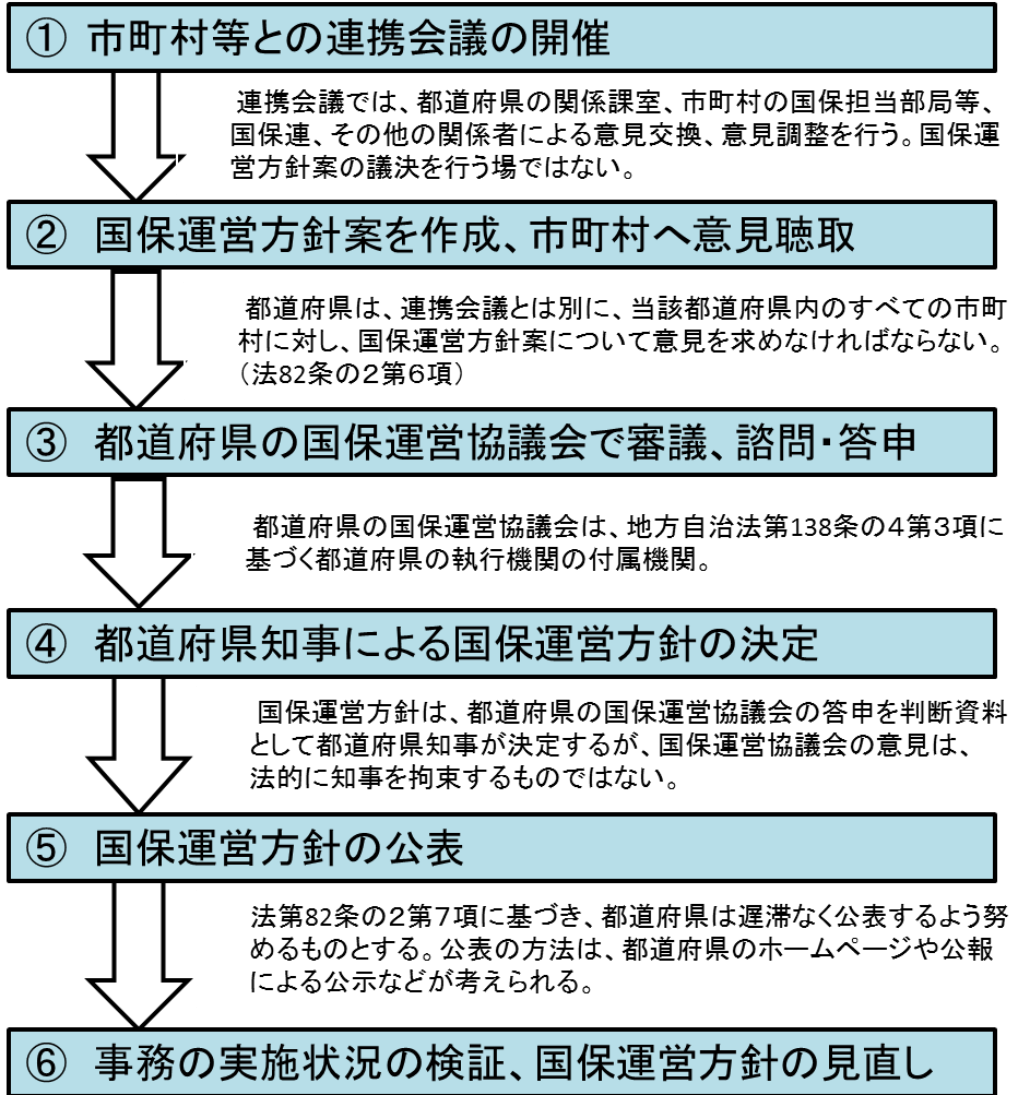 ① 市町村等との連携会議の開催
連携会議では、都道府県の関係課室、市町村の国保担当部局等、
国保連、その他の関係者による意見交換、意見調整を行う。国保運
営方針案の議決を行う場ではない。
② 国保運営方針案を作成、市町村へ意見聴取
都道府県は、連携会議とは別に、当該都道府県内のすべての市町
村に対し、国保運営方針案について意見を求めなければならない。
（法82条の２第６項）
③ 都道府県の国保運営協議会で審議、諮問・答申
都道府県の国保運営協議会は、地方自治法第138条の４第３項に
基づく都道府県の執行機関の付属機関。
④ 都道府県知事による国保運営方針の決定
国保運営方針は、都道府県の国保運営協議会の答申を判断資料
として都道府県知事が決定するが、国保運営協議会の意見は、
法的に知事を拘束するものではない。
⑤ 国保運営方針の公表
法第82条の２第７項に基づき、都道府県は遅滞なく公表するよう努
めるものとする。公表の方法は、都道府県のホームページや公報
による公示などが考えられる。
⑥ 事務の実施状況の検証、国保運営方針の見直し